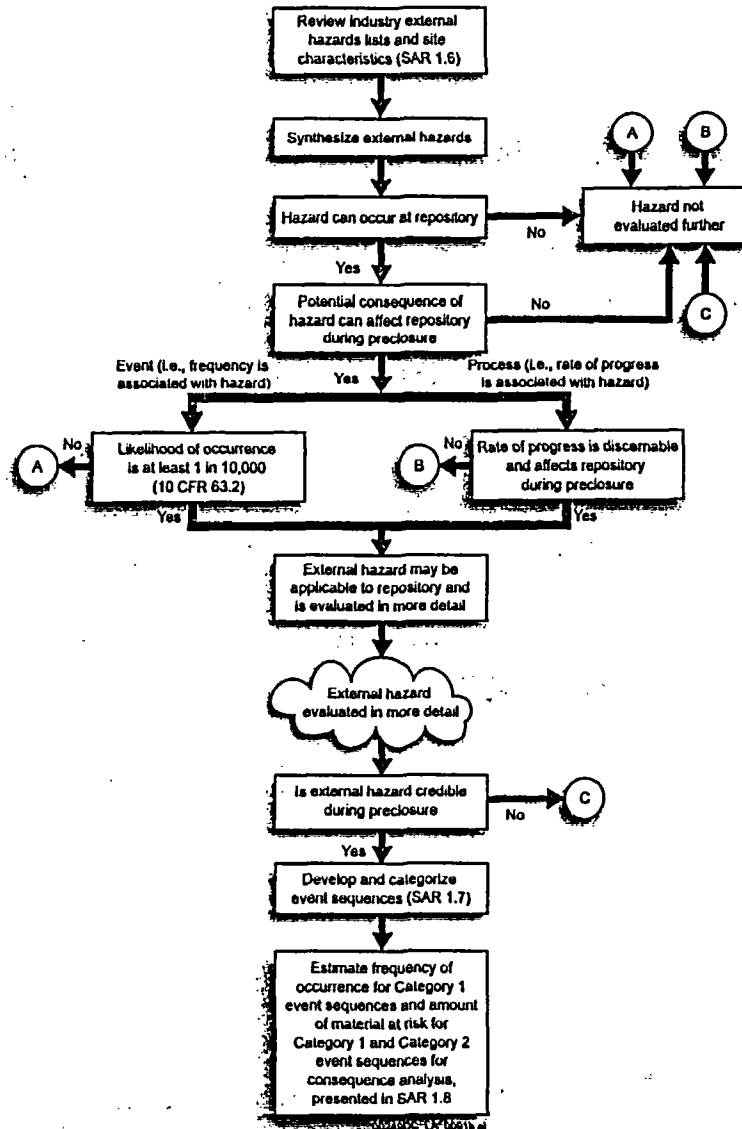 Review industry external
hazards lists and site
characteristics (SAR 1.6)
Synthesize external hazards
A
B
Hazard can occur at repository
No
Hazard not
evaluated further
Yes
Potential consequence of
hazard can affect repository
during preclosure
No
C
Event (i.e., frequency is
associated with hazard)
Yes
Process (i.e., rate of progress
is associated with hazard)
A
No
Likelihood of occurrence
is at least 1 in 10,000
(10 CFR 63.2)
B
No
Rate of progress is discernable
and affects repository
during preclosure
Yes
Yes
External hazard may be
applicable to repository and
is evaluated in more detail
External hazard
evaluated in more detail
Is external hazard credible
during preclosure
No
C
Yes
Develop and categorize
event sequences (SAR 1.7)
Estimate frequency of
occurrence for Category 1
event sequences and amount
of material at risk for
Category 1 and Category 2
event sequences for
consequence analysis,
presented in SAR 1.8